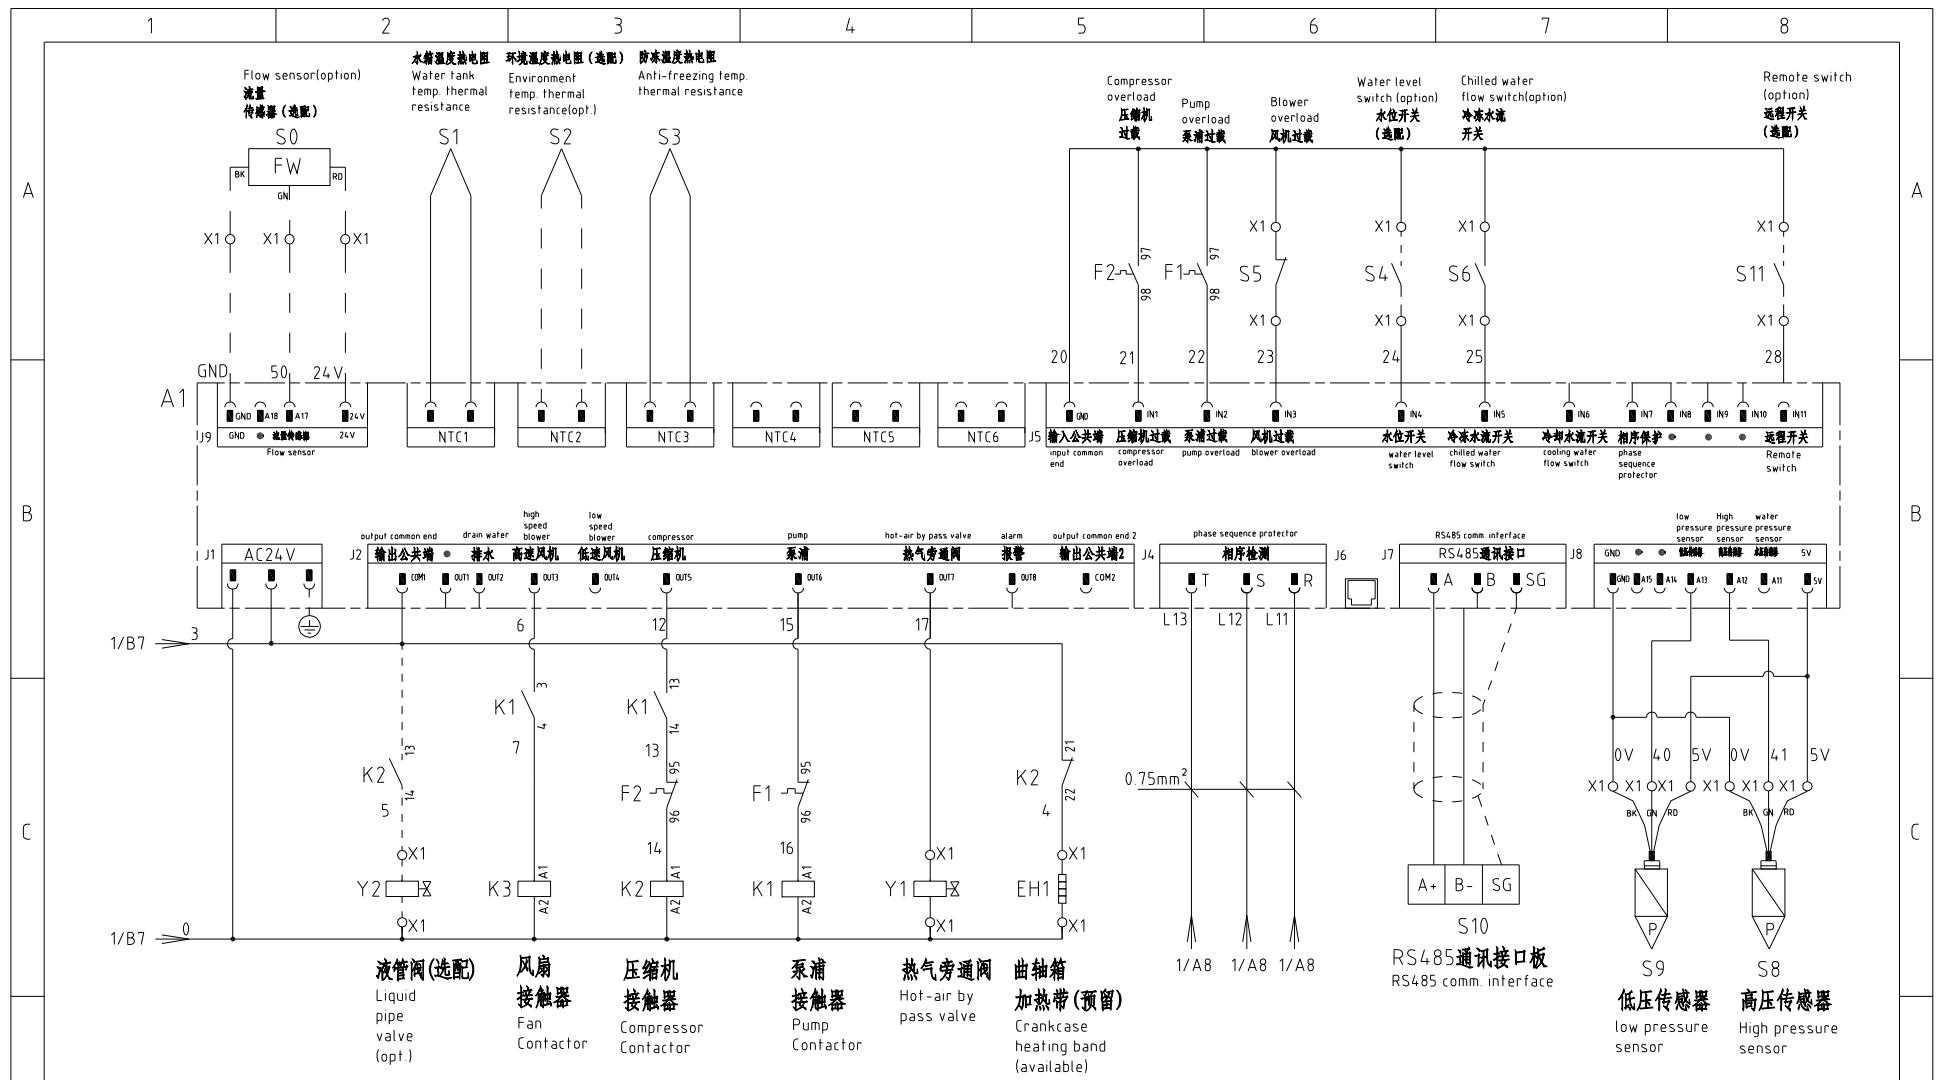 1 2 3 4 5 6 7 8
Flow sensor(option)
流量
传感器（选配）
S0
FW
BK
RD
GN
X1 X1 X1
水箱温度热电阻
Water tank
temp. thermal
resistance
S1
环境温度热电阻（选配）
Environment
temp. thermal
resistance(opt.)
S2
防冻温度热电阻
Anti-freezing temp.
thermal resistance
S3
Compressor
overload
压缩机
过载
Pump
overload
泵浦过载
Blower
overload
风机过载
Water level
switch (option)
水位开关
（选配）
Chilled water
flow switch(option)
冷冻水流
开关
Remote switch
(option)
远程开关
（选配）
A A
X1 X1 X1 X1
F2 97 98
F1 97 98
S5 S4 S6 S11
X1 X1 X1 X1
20 21 22 23 24 25 28
GND 50 24V
A1
GND A18 A17 24V
J9 GND 流量传感器 24V
Flow sensor
NTC1 NTC2 NTC3 NTC4 NTC5 NTC6
GND IN1 IN2 IN3 IN4 IN5 IN6 IN7 IN8 IN9 IN10 IN11
J5 输入公共端 压缩机过载 泵浦过载 风机过载 水位开关 冷冻水流开关 冷却水流开关 相序保护 远程开关
input common
end
compressor
overload
pump overload
blower overload
water level
switch
chilled water
flow switch
cooling water
flow switch
phase
sequence
protector
Remote
switch
B B
J1 AC24V
output common end
drain water
high
speed
blower
low
speed
blower
compressor
pump
hot-air by pass valve
alarm
output common end 2
J2 输出公共端 排水 高速风机 低速风机 压缩机 泵浦 热气旁通阀 报警 输出公共端2
COM1 OUT1 OUT2 OUT3 OUT4 OUT5 OUT6 OUT7 OUT8 COM2
phase sequence protector
J4 相序检测
T S R
J6
RS485 comm. interface
J7 RS485通讯接口
A B SG
low
pressure
sensor
High
pressure
sensor
water
pressure
sensor
J8 GND 5V
GND A15 A14 A13 A12 A11 5V
1/B7 3
6 12 15 17
L13 L12 L11
K1 3 4
7
K1 13 14
13
K2 13 14
5
F2 95 96
14
F1 95 96
16
K2 21 22
4
0.75mm²
0V 40 5V 0V 41 5V
X1 X1 X1 X1 X1 X1
BK GN RD BK GN RD
C C
X1 X1 X1
Y2
K3 A1 A2
K2 A1 A2
K1 A1 A2
Y1
EH1
X1 X1 X1
A+ B- SG
P P
1/B7 0
S10
1/A8 1/A8 1/A8
RS485通讯接口板
RS485 comm. interface
S9
低压传感器
low pressure
sensor
S8
高压传感器
High pressure
sensor
液管阀(选配)
Liquid
pipe
valve
(opt.)
风扇
接触器
Fan
Contactor
压缩机
接触器
Compressor
Contactor
泵浦
接触器
Pump
Contactor
热气旁通阀
Hot-air by
pass valve
曲轴箱
加热带(预留)
Crankcase
heating band
(available)